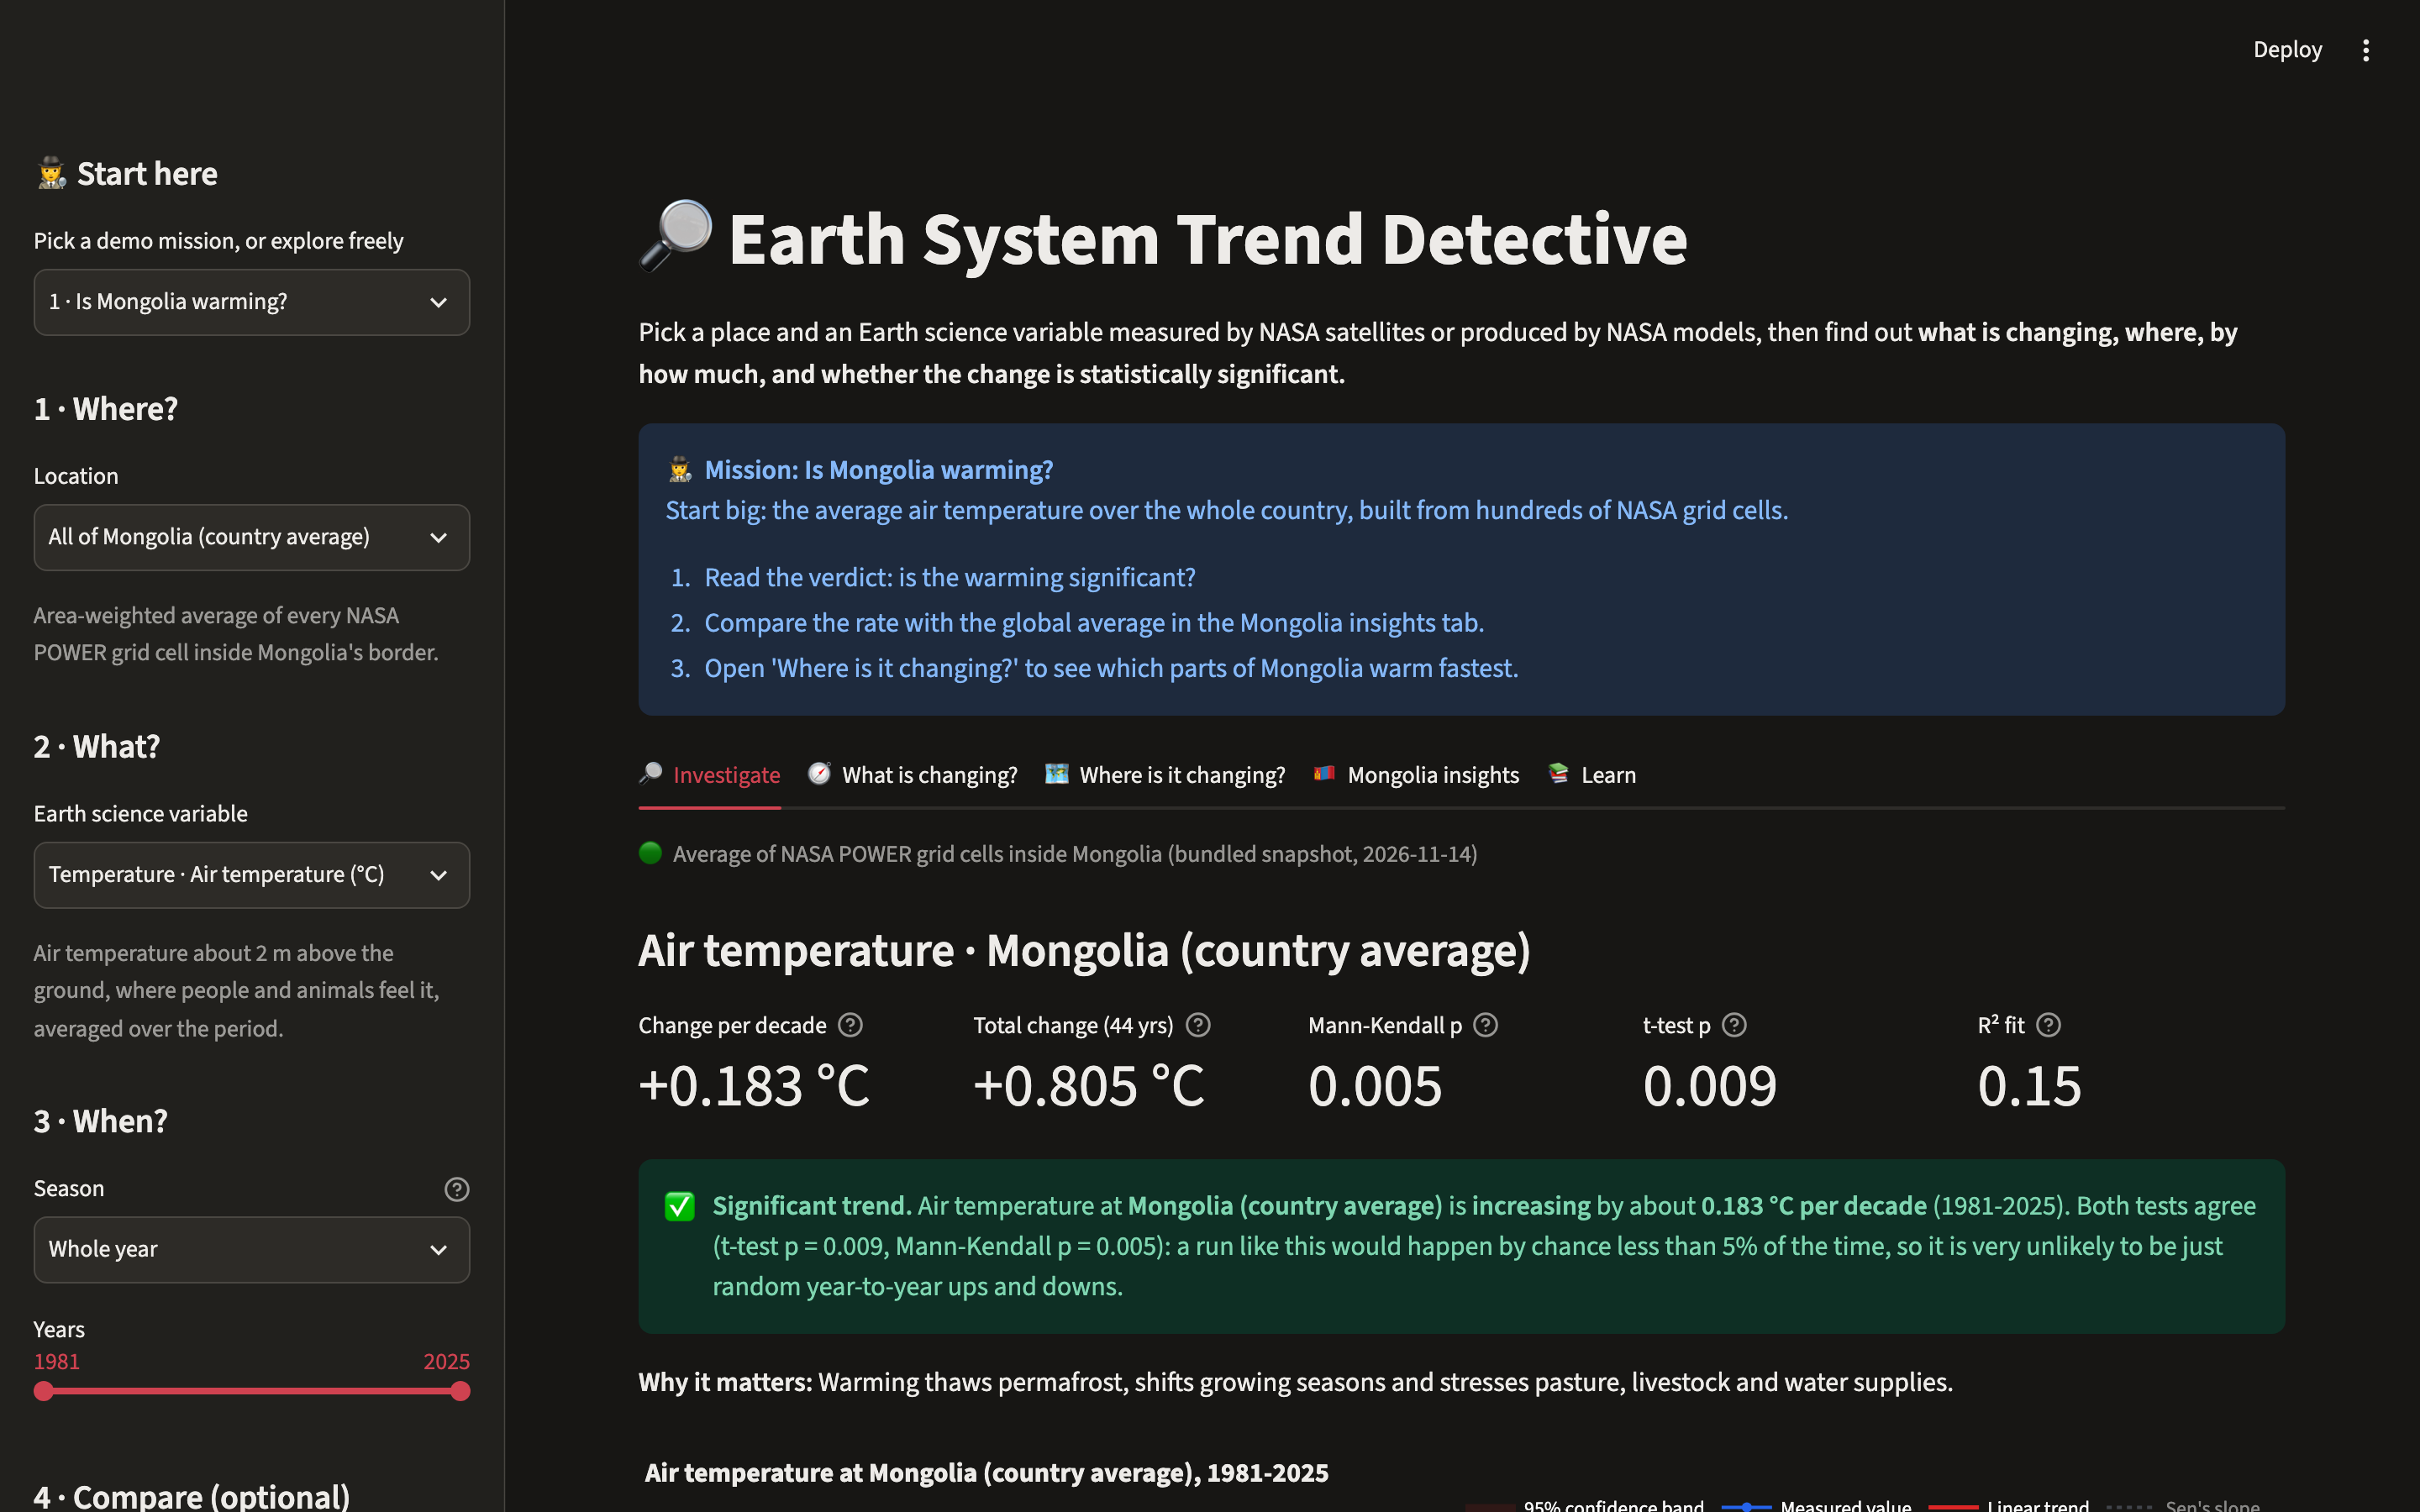 Deploy
Start here
Pick a demo mission, or explore freely
1 · Is Mongolia warming?
1 · Where?
Location
All of Mongolia (country average)
Area-weighted average of every NASA
POWER grid cell inside Mongolia's border.
2 · What?
Earth science variable
Temperature · Air temperature (°C)
Air temperature about 2 m above the
ground, where people and animals feel it,
averaged over the period.
3 · When?
Season
Whole year
Years
1981 2025
4 · Compare (optional)
Earth System Trend Detective
Pick a place and an Earth science variable measured by NASA satellites or produced by NASA models, then find out what is changing, where, by
how much, and whether the change is statistically significant.
Mission: Is Mongolia warming?
Start big: the average air temperature over the whole country, built from hundreds of NASA grid cells.
1. Read the verdict: is the warming significant?
2. Compare the rate with the global average in the Mongolia insights tab.
3. Open 'Where is it changing?' to see which parts of Mongolia warm fastest.
Investigate What is changing? Where is it changing? Mongolia insights Learn
Average of NASA POWER grid cells inside Mongolia (bundled snapshot, 2026-11-14)
Air temperature · Mongolia (country average)
Change per decade Total change (44 yrs) Mann-Kendall p t-test p R² fit
+0.183 °C +0.805 °C 0.005 0.009 0.15
Significant trend. Air temperature at Mongolia (country average) is increasing by about 0.183 °C per decade (1981-2025). Both tests agree
(t-test p = 0.009, Mann-Kendall p = 0.005): a run like this would happen by chance less than 5% of the time, so it is very unlikely to be just
random year-to-year ups and downs.
Why it matters: Warming thaws permafrost, shifts growing seasons and stresses pasture, livestock and water supplies.
Air temperature at Mongolia (country average), 1981-2025
95% confidence band Measured value Linear trend Sen's slope